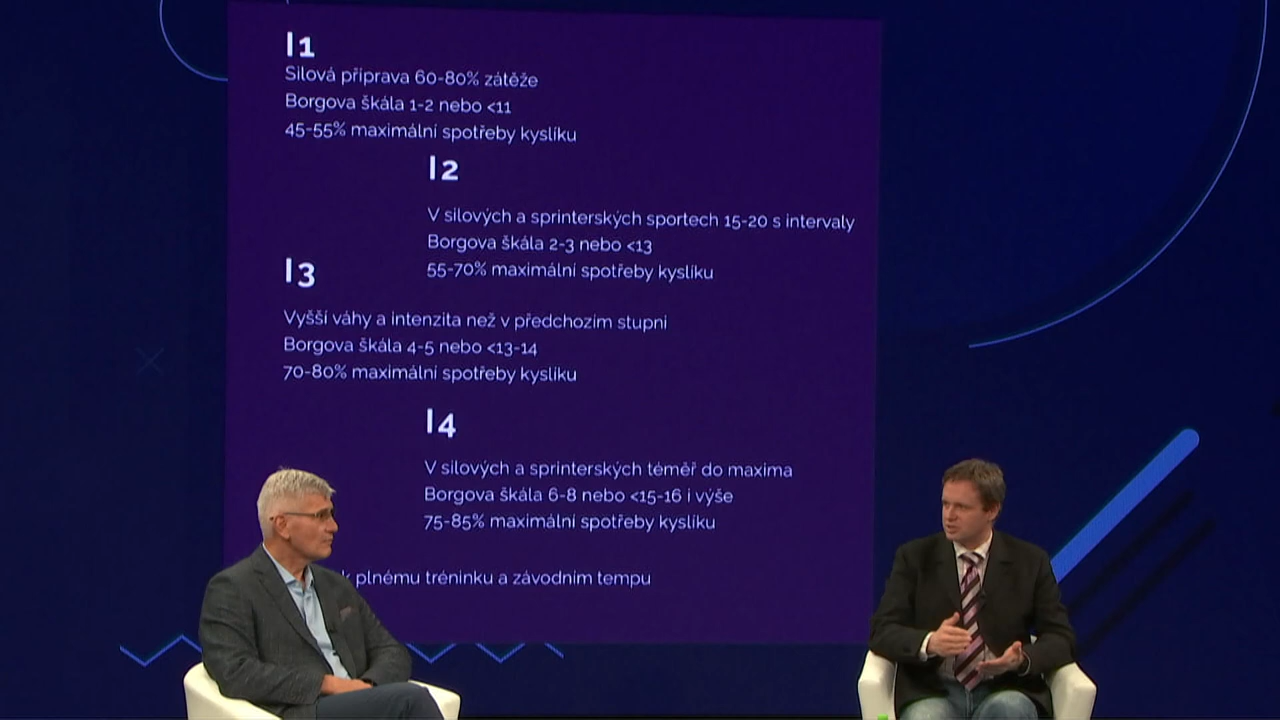 I1
Silová příprava 60-80% zátěže
Borgova škála 1-2 nebo <11
45-55% maximální spotřeby kyslíku
I2
V silových a sprinterských sportech 15-20 s intervaly
Borgova škála 2-3 nebo <13
55-70% maximální spotřeby kyslíku
I3
Vyšší váhy a intenzita než v předchozím stupni
Borgova škála 4-5 nebo <13-14
70-80% maximální spotřeby kyslíku
I4
V silových a sprinterských téměř do maxima
Borgova škála 6-8 nebo <15-16 i výše
75-85% maximální spotřeby kyslíku
k plnému tréninku a závodním tempu